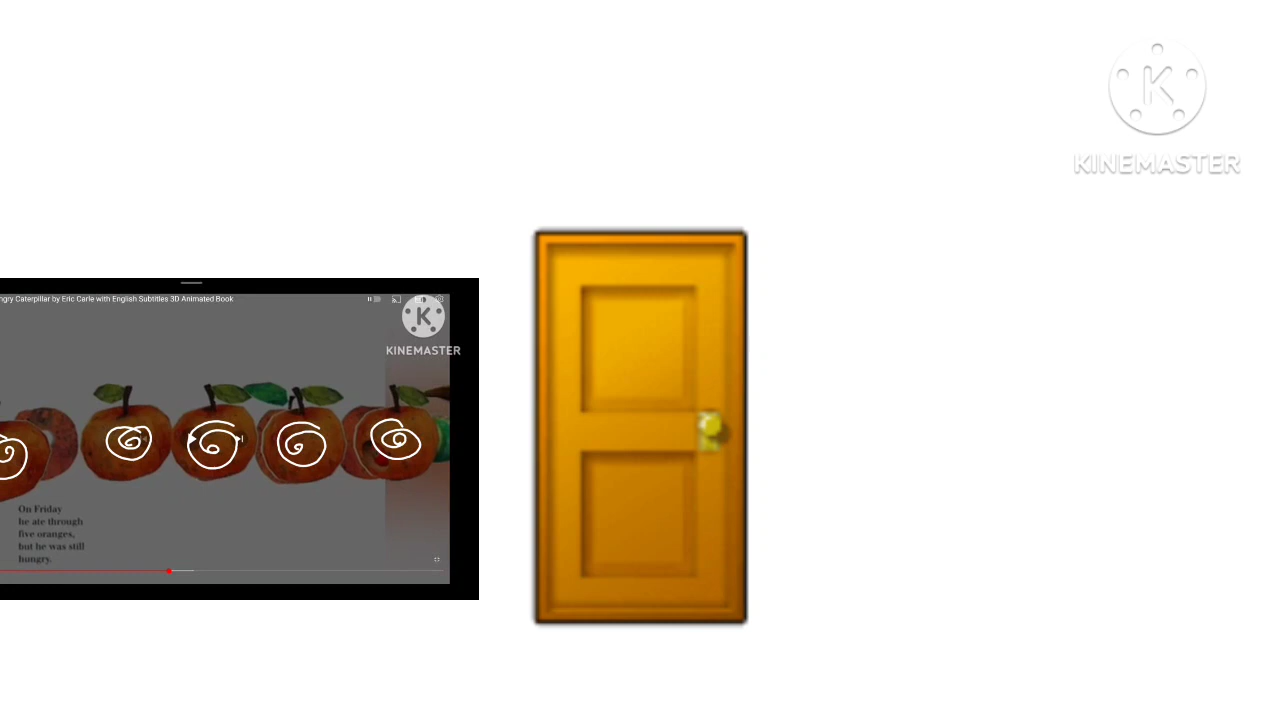 KINEMASTER
ngry Caterpillar by Eric Carle with English Subtitles 3D Animated Book
KINEMASTER
On Friday
he ate through
five oranges,
but he was still
hungry.